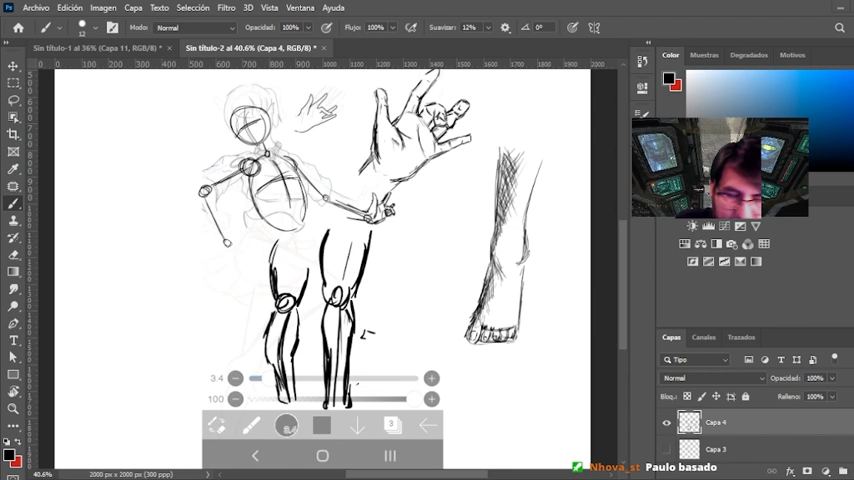 Archivo Edición Imagen Capa Texto Selección Filtro 3D Vista Ventana Ayuda
Modo: Normal Opacidad: 100% Flujo: 100% Suavizar: 12% 0°
Sin título-1 al 36% (Capa 11, RGB/8) * × Sin título-2 al 40.6% (Capa 4, RGB/8*) * ×
Color Muestras Degradados Motivos
3.4
100
3
Capas Canales Trazados
Tipo
Normal Opacidad: 100%
Bloq.: Relleno: 100%
Capa 4
Capa 3
Nhova_st Paulo basado
40.6% 2000 px x 2000 px (300 ppp)